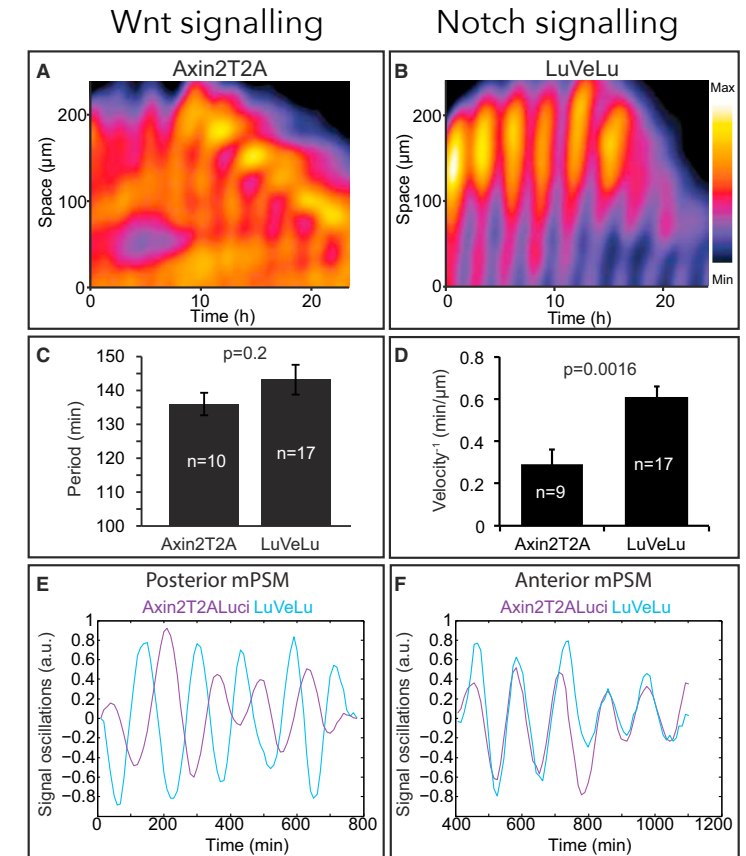 Wnt signalling
Notch signalling
A
Axin2T2A
200
100
0
Space (µm)
0 10 20
Time (h)
B
LuVeLu
200
100
0
Space (µm)
0 10 20
Time (h)
Max
Min
C
p=0.2
150
140
130
120
110
100
Period (min)
n=10
n=17
Axin2T2A LuVeLu
D
p=0.0016
0.8
0.6
0.4
0.2
0
Velocity⁻¹ (min/µm)
n=9
n=17
Axin2T2A LuVeLu
E
Posterior mPSM
Axin2T2ALuci LuVeLu
1
0.8
0.6
0.4
0.2
0
−0.2
−0.4
−0.6
−0.8
Signal oscillations (a.u.)
0 200 400 600 800
Time (min)
F
Anterior mPSM
Axin2T2ALuci LuVeLu
1
0.8
0.6
0.4
0.2
0
−0.2
−0.4
−0.6
−0.8
Signal oscillations (a.u.)
400 600 800 1000 1200
Time (min)